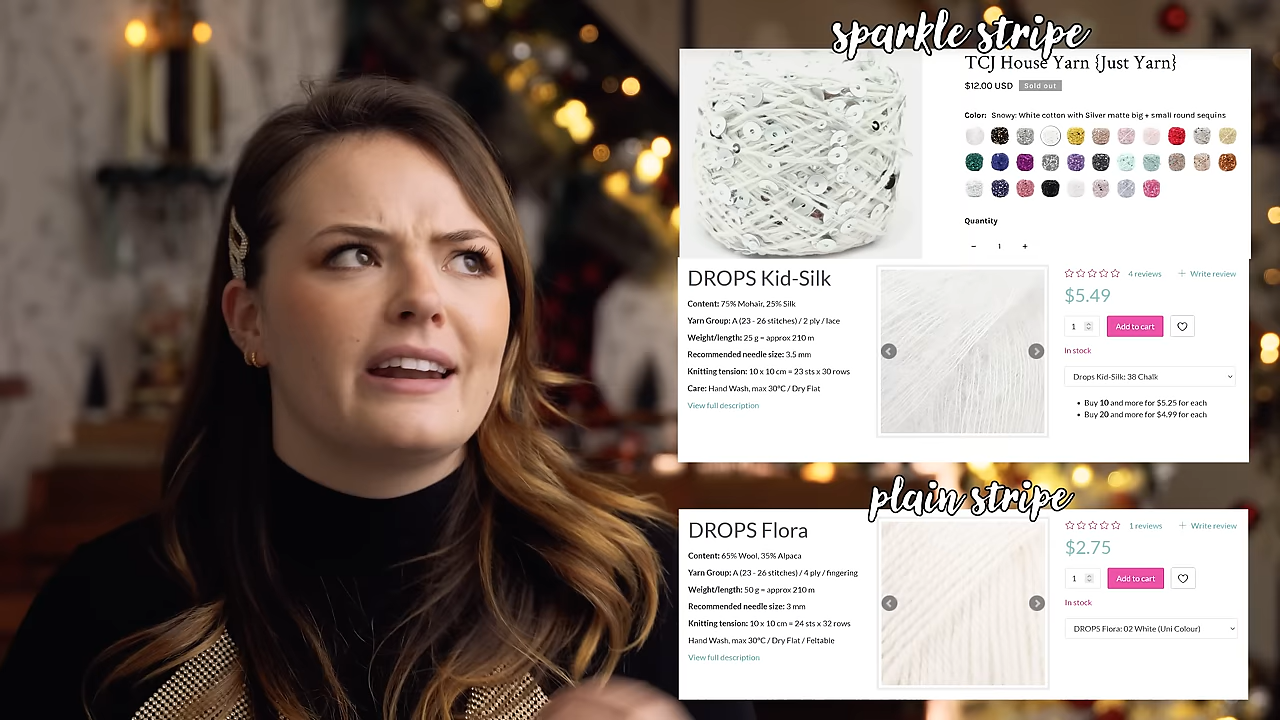 sparkle stripe
TCJ House Yarn {Just Yarn}
$12.00 USD Sold out
Color: Snowy: White cotton with Silver matte big + small round sequins
Quantity
− 1 +
DROPS Kid-Silk
Content: 75% Mohair, 25% Silk
Yarn Group: A (23 - 26 stitches) / 2 ply / lace
Weight/length: 25 g = approx 210 m
Recommended needle size: 3.5 mm
Knitting tension: 10 x 10 cm = 23 sts x 30 rows
Care: Hand Wash, max 30°C / Dry Flat
View full description
4 reviews + Write review
$5.49
1 Add to cart
In stock
Drops Kid-Silk: 38 Chalk
• Buy 10 and more for $5.25 for each
• Buy 20 and more for $4.99 for each
plain stripe
DROPS Flora
Content: 65% Wool, 35% Alpaca
Yarn Group: A (23 - 26 stitches) / 4 ply / fingering
Weight/length: 50 g = approx 210 m
Recommended needle size: 3 mm
Knitting tension: 10 x 10 cm = 24 sts x 32 rows
Hand Wash, max 30°C / Dry Flat / Feltable
View full description
1 reviews + Write review
$2.75
1 Add to cart
In stock
DROPS Flora: 02 White (Uni Colour)